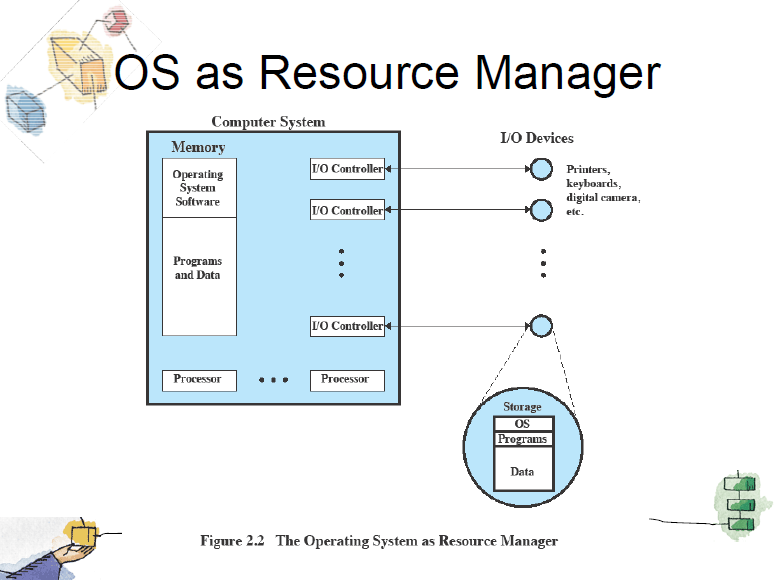 OS as Resource Manager
Computer System
I/O Devices
Memory
Operating
System
Software
Programs
and Data
I/O Controller
I/O Controller
I/O Controller
Printers,
keyboards,
digital camera,
etc.
Processor
Processor
Storage
OS
Programs
Data
Figure 2.2 The Operating System as Resource Manager